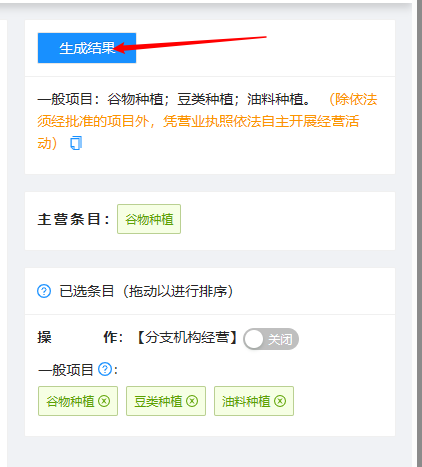 生成结果
一般项目：谷物种植；豆类种植；油料种植。（除依法
须经批准的项目外，凭营业执照依法自主开展经营活
动）
主营条目：谷物种植
已选条目（拖动以进行排序）
操 作：【分支机构经营】关闭
一般项目：
谷物种植 豆类种植 油料种植